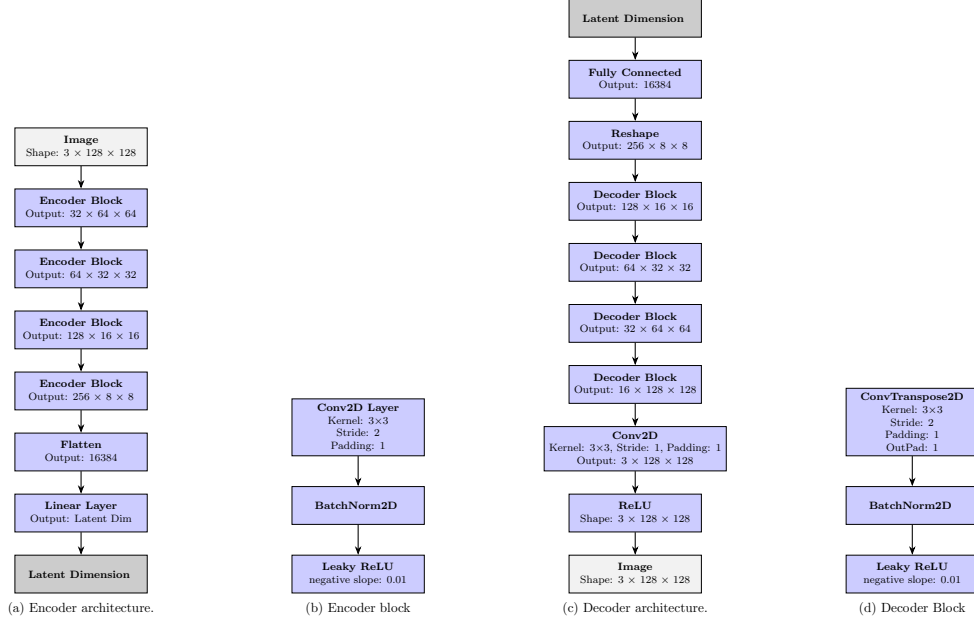 Image
Shape: 3 × 128 × 128
Encoder Block
Output: 32 × 64 × 64
Encoder Block
Output: 64 × 32 × 32
Encoder Block
Output: 128 × 16 × 16
Encoder Block
Output: 256 × 8 × 8
Flatten
Output: 16384
Linear Layer
Output: Latent Dim
Latent Dimension
(a) Encoder architecture.
Conv2D Layer
Kernel: 3×3
Stride: 2
Padding: 1
BatchNorm2D
Leaky ReLU
negative slope: 0.01
(b) Encoder block
Latent Dimension
Fully Connected
Output: 16384
Reshape
Output: 256 × 8 × 8
Decoder Block
Output: 128 × 16 × 16
Decoder Block
Output: 64 × 32 × 32
Decoder Block
Output: 32 × 64 × 64
Decoder Block
Output: 16 × 128 × 128
Conv2D
Kernel: 3×3, Stride: 1, Padding: 1
Output: 3 × 128 × 128
ReLU
Shape: 3 × 128 × 128
Image
Shape: 3 × 128 × 128
(c) Decoder architecture.
ConvTranspose2D
Kernel: 3×3
Stride: 2
Padding: 1
OutPad: 1
BatchNorm2D
Leaky ReLU
negative slope: 0.01
(d) Decoder Block